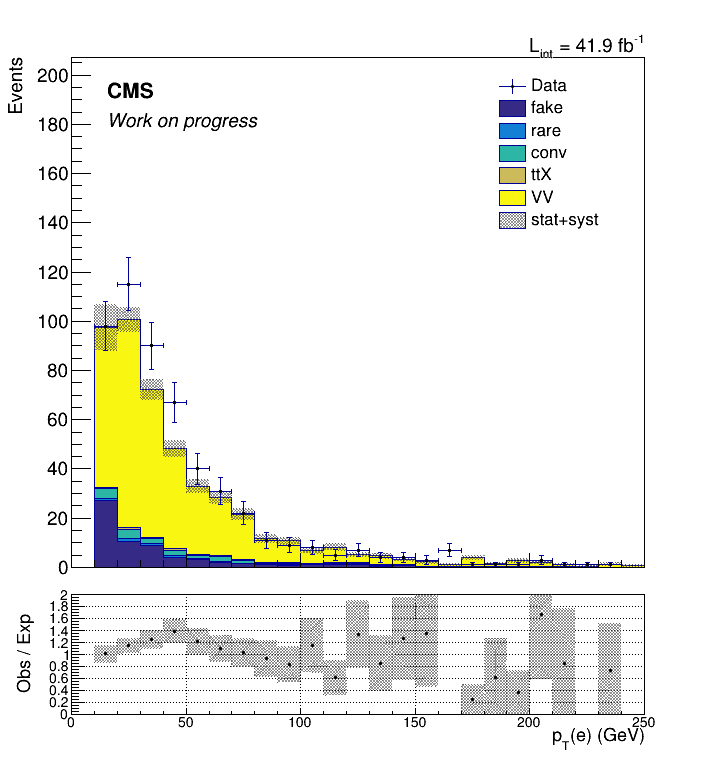 L_int = 41.9 fb^-1
Events
200
180
160
140
120
100
80
60
40
20
0
CMS
Work on progress
Data
fake
rare
conv
ttX
VV
stat+syst
Obs / Exp
2
1.8
1.6
1.4
1.2
1
0.8
0.6
0.4
0.2
0
0 50 100 150 200 250
p_T(e) (GeV)